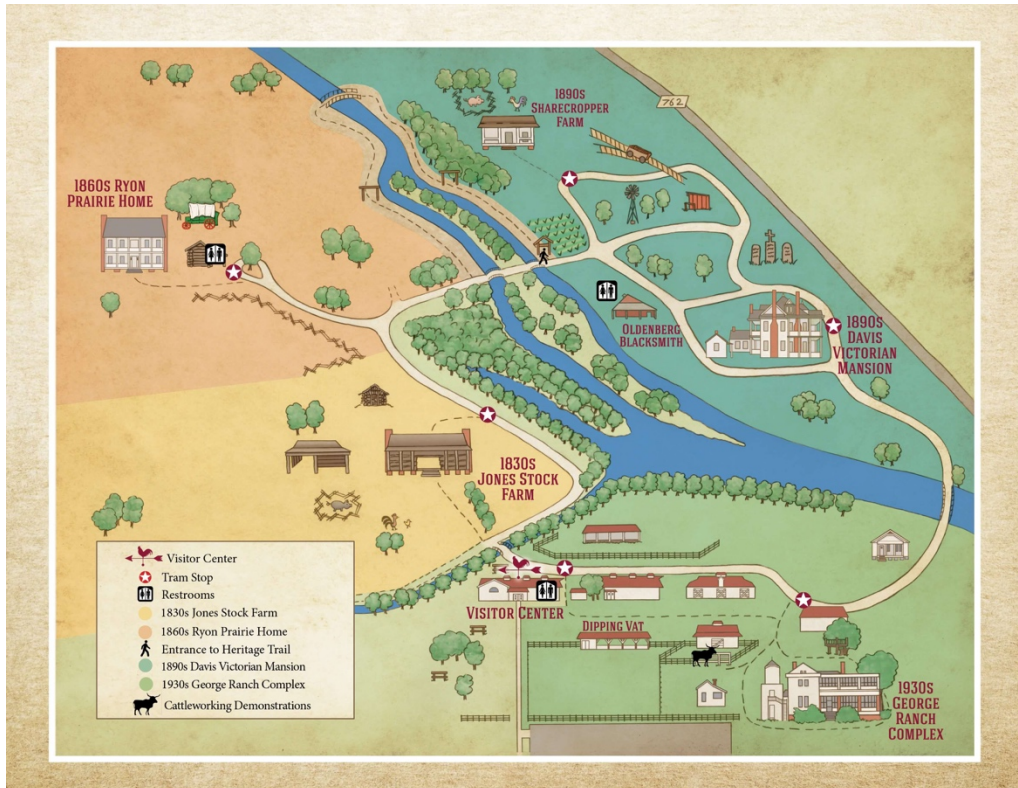 1890s
Sharecropper
Farm
762
1860s Ryon
Prairie Home
Oldenberg
Blacksmith
1890s
Davis
Victorian
Mansion
1830s
Jones Stock
Farm
Visitor Center
Dipping Vat
1930s
George
Ranch
Complex
Visitor Center
Tram Stop
Restrooms
1830s Jones Stock Farm
1860s Ryon Prairie Home
Entrance to Heritage Trail
1890s Davis Victorian Mansion
1930s George Ranch Complex
Cattleworking Demonstrations